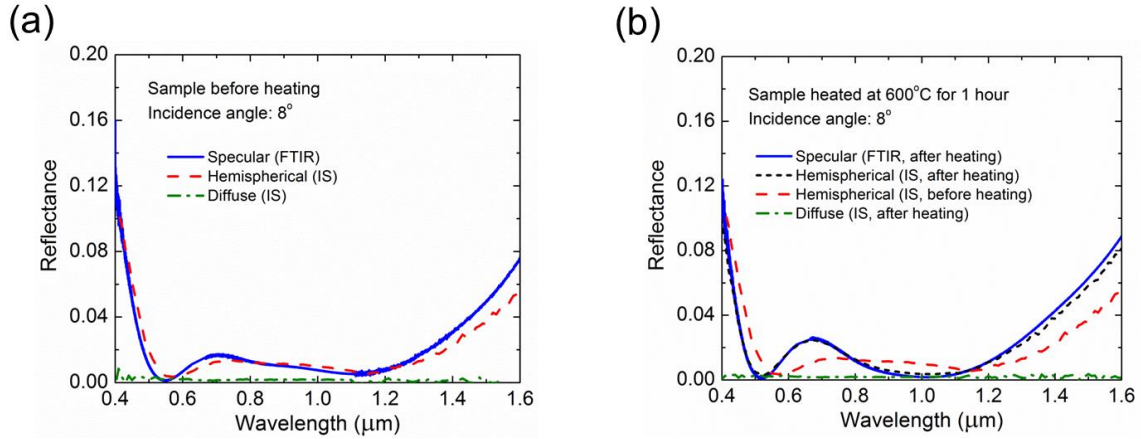 (a)
0.20
0.16
0.12
0.08
0.04
0.00
Reflectance
Sample before heating
Incidence angle: 8°
Specular (FTIR)
Hemispherical (IS)
Diffuse (IS)
0.4 0.6 0.8 1.0 1.2 1.4 1.6
Wavelength (μm)
(b)
0.20
0.16
0.12
0.08
0.04
0.00
Reflectance
Sample heated at 600°C for 1 hour
Incidence angle: 8°
Specular (FTIR, after heating)
Hemispherical (IS, after heating)
Hemispherical (IS, before heating)
Diffuse (IS, after heating)
0.4 0.6 0.8 1.0 1.2 1.4 1.6
Wavelength (μm)